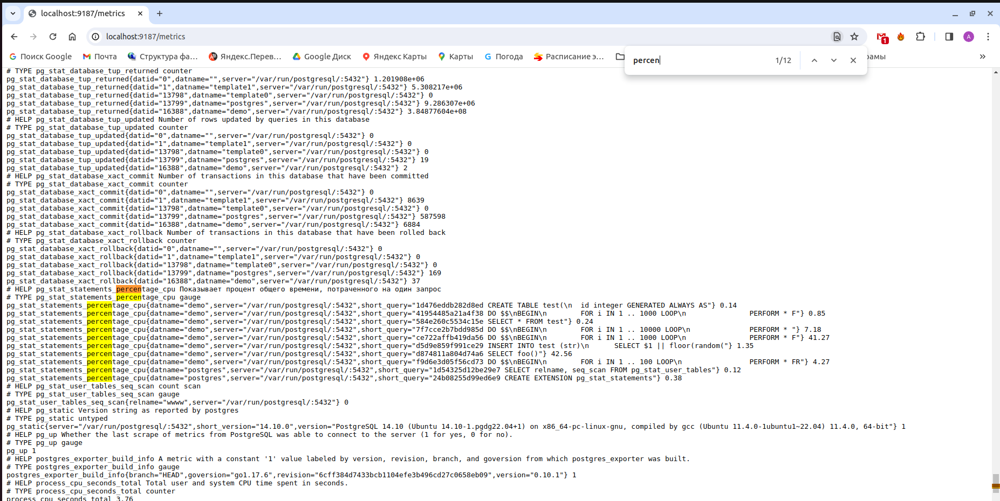 localhost:9187/metrics
localhost:9187/metrics
1
A
Поиск Google
Почта
Структура фа...
Яндекс.Перев...
Google Диск
Яндекс Карты
Карты
Погода
Расписание э...
percen
1/12
# TYPE pg_stat_database_tup_returned counter
pg_stat_database_tup_returned{datid="0",datname="",server="/var/run/postgresql/:5432"} 1.201908e+06
pg_stat_database_tup_returned{datid="1",datname="template1",server="/var/run/postgresql/:5432"} 5.308217e+06
pg_stat_database_tup_returned{datid="13798",datname="template0",server="/var/run/postgresql/:5432"} 0
pg_stat_database_tup_returned{datid="13799",datname="postgres",server="/var/run/postgresql/:5432"} 9.286307e+06
pg_stat_database_tup_returned{datid="16388",datname="demo",server="/var/run/postgresql/:5432"} 3.84877604e+08
# HELP pg_stat_database_tup_updated Number of rows updated by queries in this database
# TYPE pg_stat_database_tup_updated counter
pg_stat_database_tup_updated{datid="0",datname="",server="/var/run/postgresql/:5432"} 0
pg_stat_database_tup_updated{datid="1",datname="template1",server="/var/run/postgresql/:5432"} 0
pg_stat_database_tup_updated{datid="13798",datname="template0",server="/var/run/postgresql/:5432"} 0
pg_stat_database_tup_updated{datid="13799",datname="postgres",server="/var/run/postgresql/:5432"} 19
pg_stat_database_tup_updated{datid="16388",datname="demo",server="/var/run/postgresql/:5432"} 2
# HELP pg_stat_database_xact_commit Number of transactions in this database that have been committed
# TYPE pg_stat_database_xact_commit counter
pg_stat_database_xact_commit{datid="0",datname="",server="/var/run/postgresql/:5432"} 0
pg_stat_database_xact_commit{datid="1",datname="template1",server="/var/run/postgresql/:5432"} 8639
pg_stat_database_xact_commit{datid="13798",datname="template0",server="/var/run/postgresql/:5432"} 0
pg_stat_database_xact_commit{datid="13799",datname="postgres",server="/var/run/postgresql/:5432"} 587598
pg_stat_database_xact_commit{datid="16388",datname="demo",server="/var/run/postgresql/:5432"} 6884
# HELP pg_stat_database_xact_rollback Number of transactions in this database that have been rolled back
# TYPE pg_stat_database_xact_rollback counter
pg_stat_database_xact_rollback{datid="0",datname="",server="/var/run/postgresql/:5432"} 0
pg_stat_database_xact_rollback{datid="1",datname="template1",server="/var/run/postgresql/:5432"} 0
pg_stat_database_xact_rollback{datid="13798",datname="template0",server="/var/run/postgresql/:5432"} 0
pg_stat_database_xact_rollback{datid="13799",datname="postgres",server="/var/run/postgresql/:5432"} 169
pg_stat_database_xact_rollback{datid="16388",datname="demo",server="/var/run/postgresql/:5432"} 37
# HELP pg_stat_statements_percentage_cpu Показывает процент общего времени, потраченного на один запрос
# TYPE pg_stat_statements_percentage_cpu gauge
pg_stat_statements_percentage_cpu{datname="demo",server="/var/run/postgresql/:5432",short_query="1d476eddb282d8ed CREATE TABLE test(\n  id integer GENERATED ALWAYS AS"} 0.14
pg_stat_statements_percentage_cpu{datname="demo",server="/var/run/postgresql/:5432",short_query="41954485a21a4f38 DO $$\nBEGIN\n        FOR i IN 1 .. 1000 LOOP\n               PERFORM * F"} 0.85
pg_stat_statements_percentage_cpu{datname="demo",server="/var/run/postgresql/:5432",short_query="584e260c5534c15e SELECT * FROM test"} 0.24
pg_stat_statements_percentage_cpu{datname="demo",server="/var/run/postgresql/:5432",short_query="7f7cce2b7bdd985d DO $$\nBEGIN\n        FOR i IN 1 .. 10000 LOOP\n              PERFORM * "} 7.18
pg_stat_statements_percentage_cpu{datname="demo",server="/var/run/postgresql/:5432",short_query="ce722affb419da56 DO $$\nBEGIN\n        FOR i IN 1 .. 1000 LOOP\n               PERFORM * F"} 41.27
pg_stat_statements_percentage_cpu{datname="demo",server="/var/run/postgresql/:5432",short_query="d5d9e859f991ce29 INSERT INTO test (str)\n      SELECT $1 || floor(random("} 1.35
pg_stat_statements_percentage_cpu{datname="demo",server="/var/run/postgresql/:5432",short_query="d874811a804d74a6 SELECT foo()"} 42.56
pg_stat_statements_percentage_cpu{datname="demo",server="/var/run/postgresql/:5432",short_query="f9d6e3d05f56cd73 DO $$\nBEGIN\n        FOR i IN 1 .. 100 LOOP\n                PERFORM * FR"} 4.27
pg_stat_statements_percentage_cpu{datname="postgres",server="/var/run/postgresql/:5432",short_query="1d54325d12be29e7 SELECT relname, seq_scan FROM pg_stat_user_tables"} 0.12
pg_stat_statements_percentage_cpu{datname="postgres",server="/var/run/postgresql/:5432",short_query="24b08255d99ed6e9 CREATE EXTENSION pg_stat_statements"} 0.38
# HELP pg_stat_user_tables_seq_scan count scan
# TYPE pg_stat_user_tables_seq_scan gauge
pg_stat_user_tables_seq_scan{relname="wwww",server="/var/run/postgresql/:5432"} 0
# HELP pg_static Version string as reported by postgres
# TYPE pg_static untyped
pg_static{server="/var/run/postgresql/:5432",short_version="14.10.0",version="PostgreSQL 14.10 (Ubuntu 14.10-1.pgdg22.04+1) on x86_64-pc-linux-gnu, compiled by gcc (Ubuntu 11.4.0-1ubuntu1~22.04) 11.4.0, 64-bit"} 1
# HELP pg_up Whether the last scrape of metrics from PostgreSQL was able to connect to the server (1 for yes, 0 for no).
# TYPE pg_up gauge
pg_up 1
# HELP postgres_exporter_build_info A metric with a constant '1' value labeled by version, revision, branch, and goversion from which postgres_exporter was built.
# TYPE postgres_exporter_build_info gauge
postgres_exporter_build_info{branch="HEAD",goversion="go1.17.6",revision="6cff384d7433bcb1104efe3b496cd27c0658eb09",version="0.10.1"} 1
# HELP process_cpu_seconds_total Total user and system CPU time spent in seconds.
# TYPE process_cpu_seconds_total counter
process_cpu_seconds_total 3.76